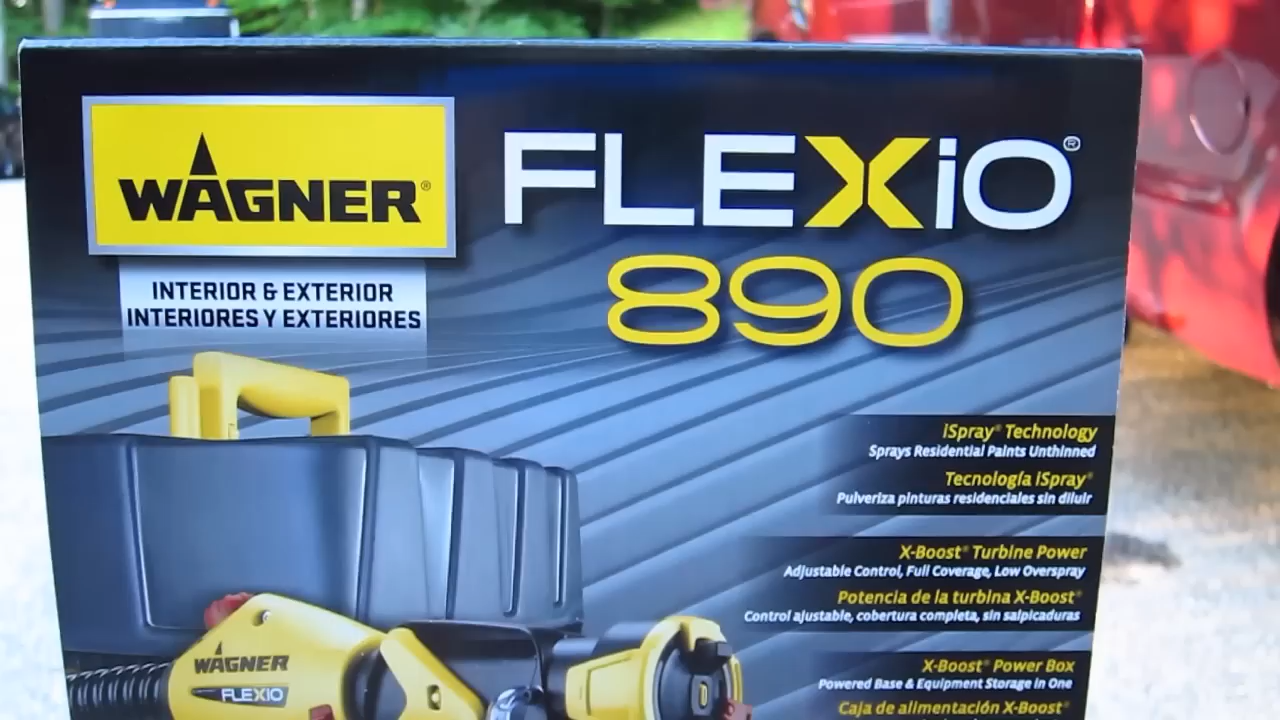 WAGNER®
INTERIOR & EXTERIOR
INTERIORES Y EXTERIORES
FLEXiO®
890
iSpray® Technology
Sprays Residential Paints Unthinned
Tecnología iSpray®
Pulveriza pinturas residenciales sin diluir
X-Boost® Turbine Power
Adjustable Control, Full Coverage, Low Overspray
Potencia de la turbina X-Boost®
Control ajustable, cobertura completa, sin salpicaduras
X-Boost® Power Box
Powered Base & Equipment Storage in One
Caja de alimentación X-Boost®
WAGNER
FLEXiO